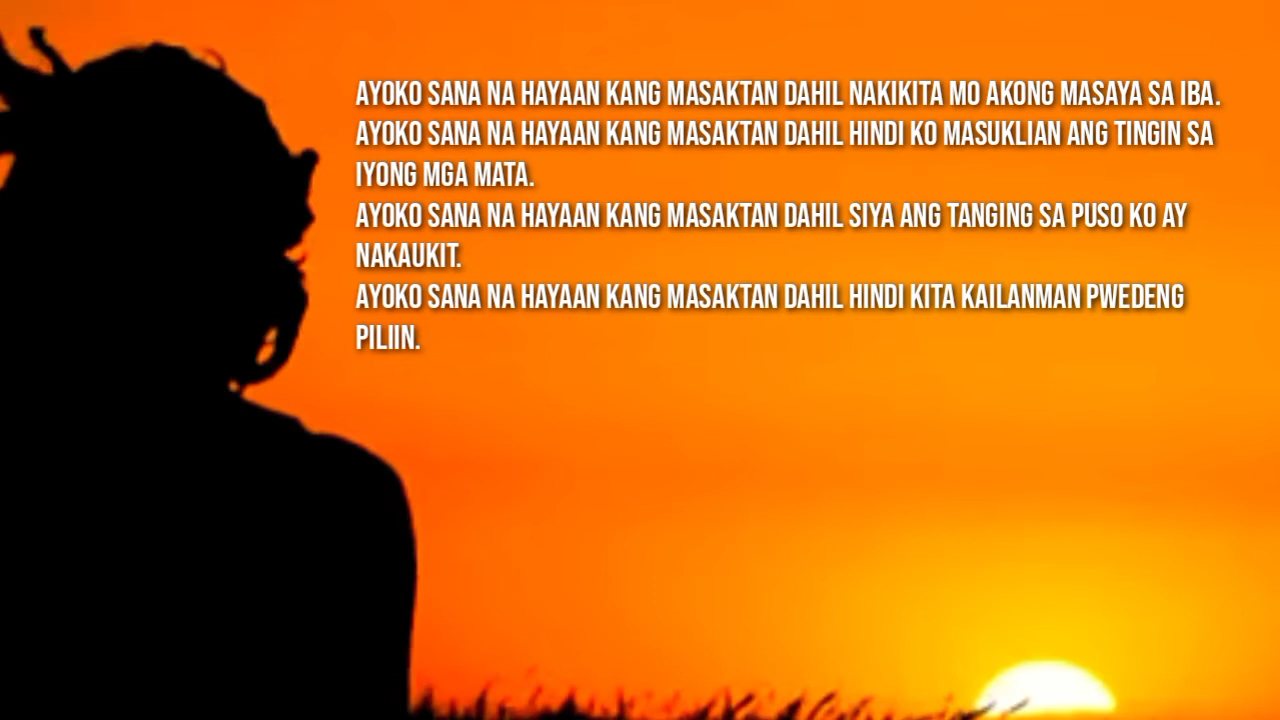 AYOKO SANA NA HAYAAN KANG MASAKTAN DAHIL NAKIKITA MO AKONG MASAYA SA IBA.
AYOKO SANA NA HAYAAN KANG MASAKTAN DAHIL HINDI KO MASUKLIAN ANG TINGIN SA
IYONG MGA MATA.
AYOKO SANA NA HAYAAN KANG MASAKTAN DAHIL SIYA ANG TANGING SA PUSO KO AY
NAKAUKIT.
AYOKO SANA NA HAYAAN KANG MASAKTAN DAHIL HINDI KITA KAILANMAN PWEDENG
PILIIN.